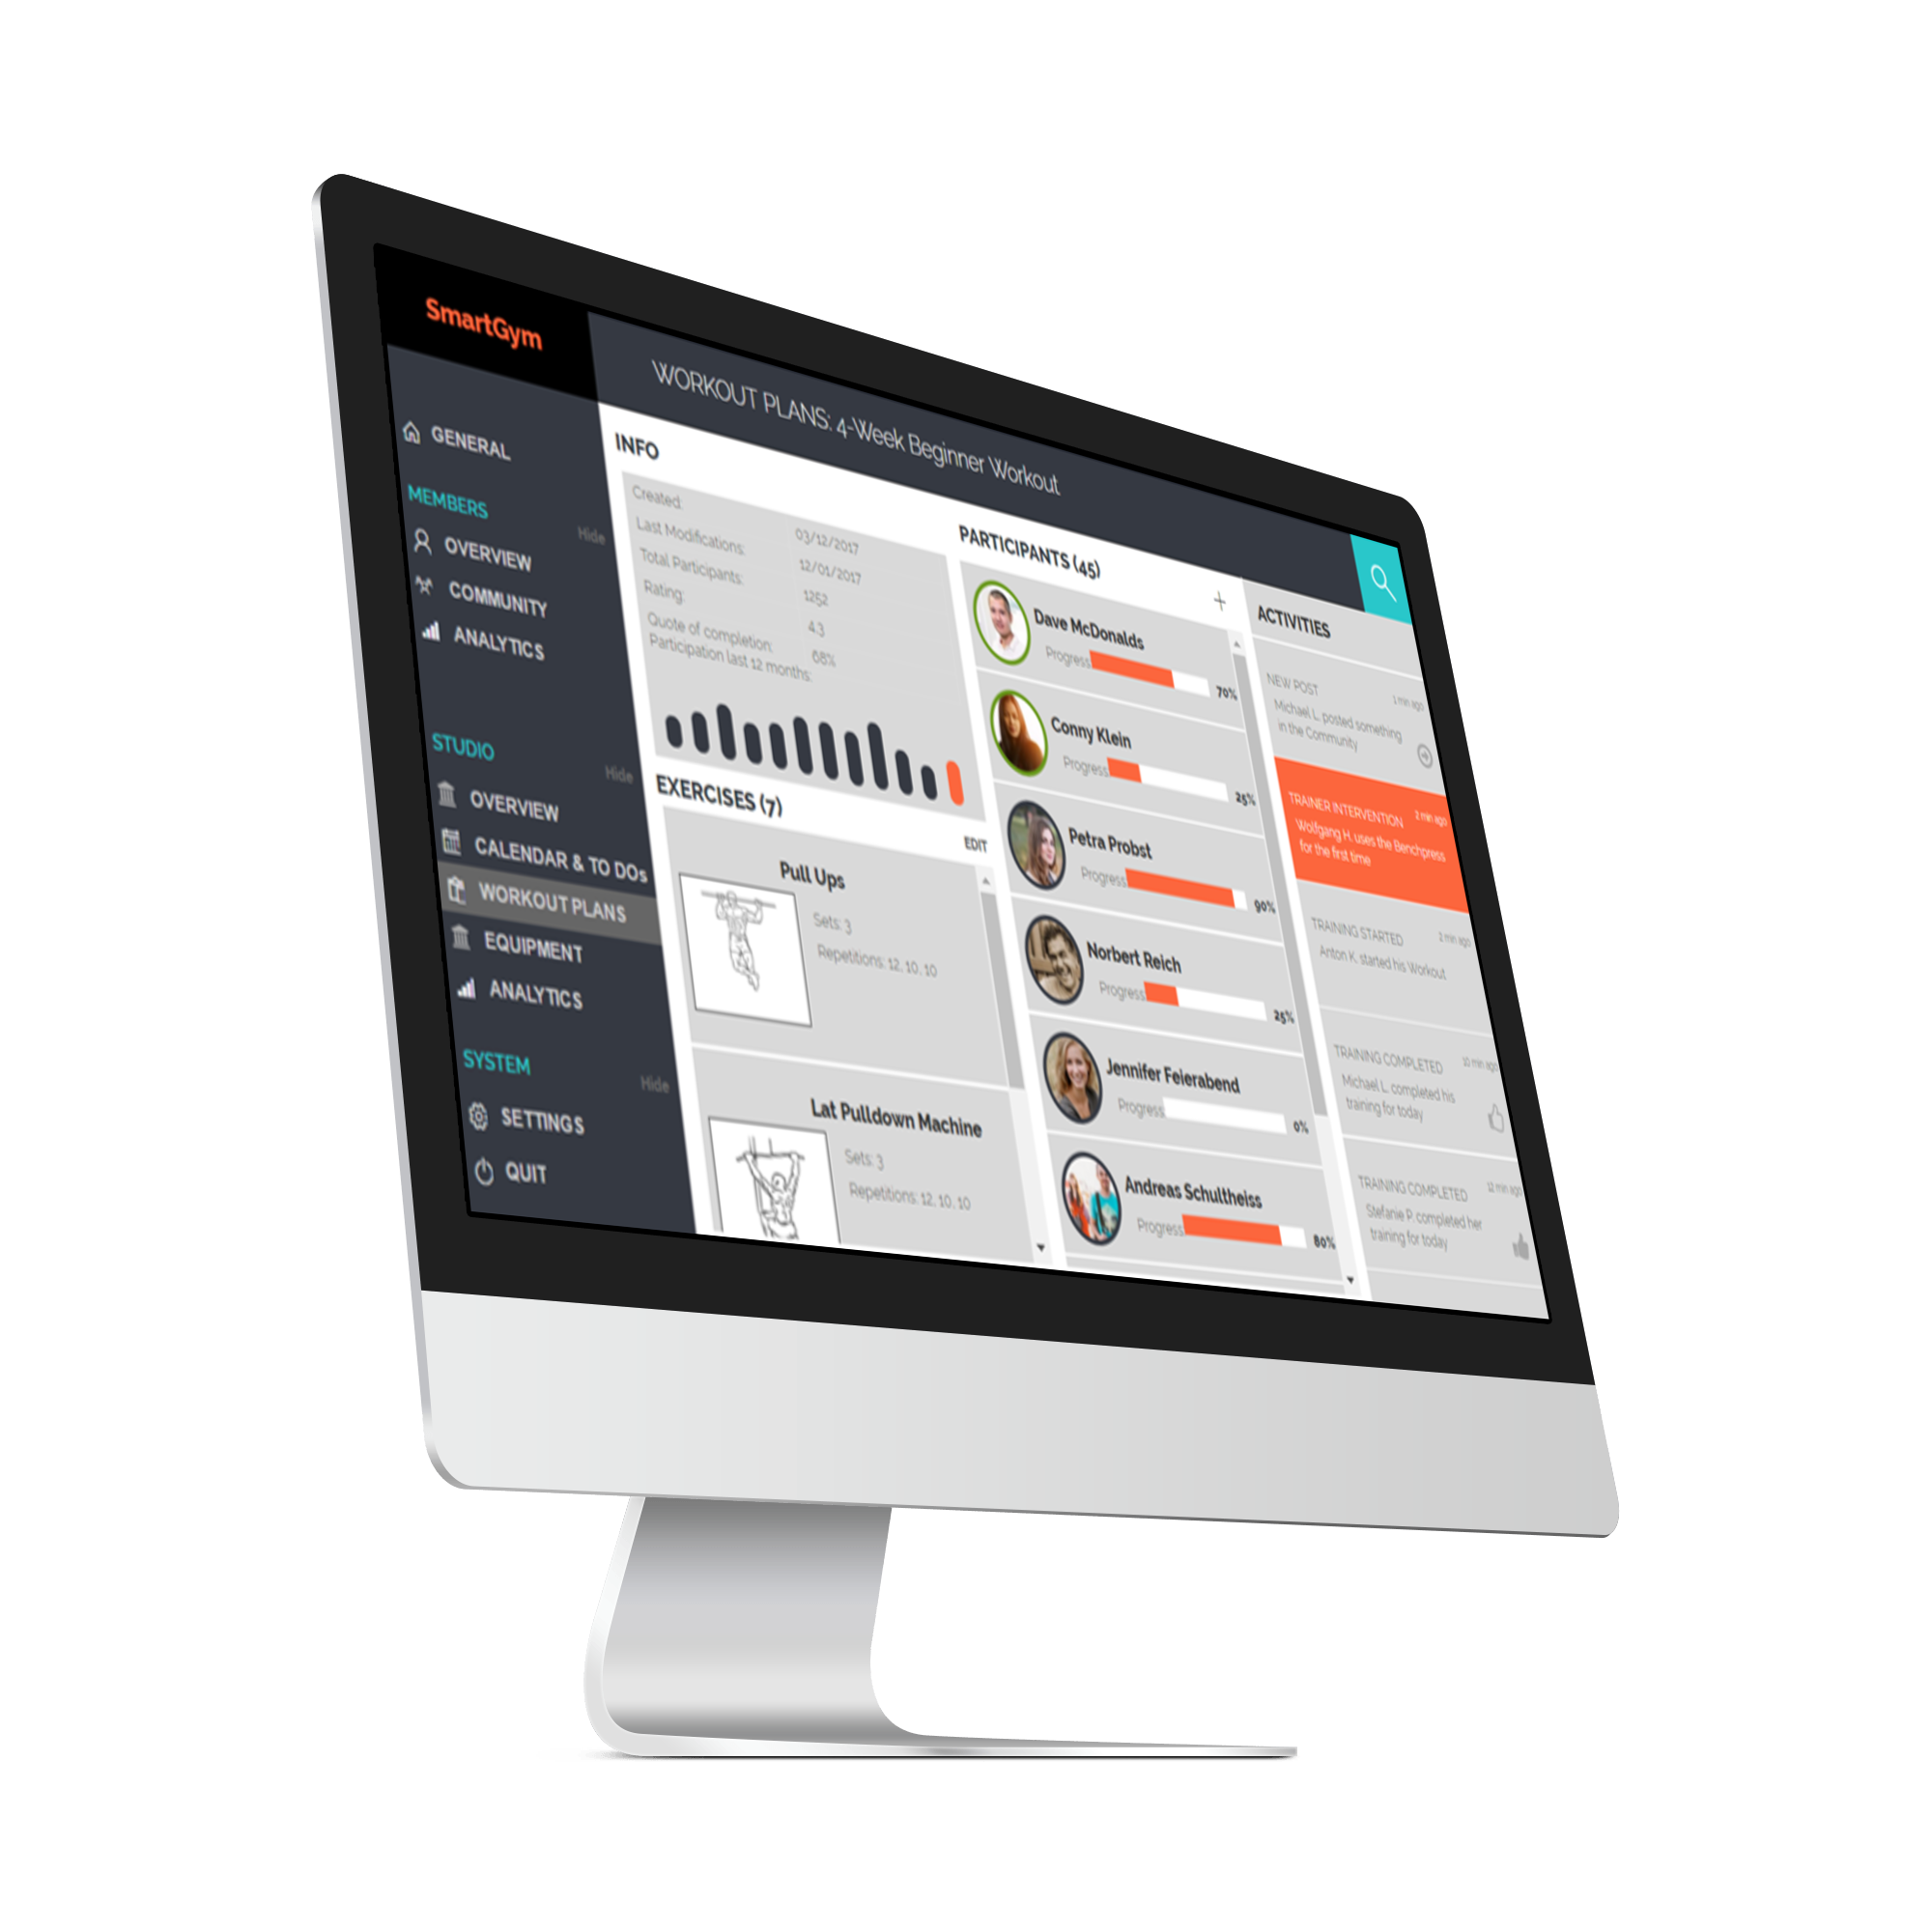 SmartGym
WORKOUT PLANS: 4-Week Beginner Workout
GENERAL
MEMBERS
Hide
OVERVIEW
COMMUNITY
ANALYTICS
STUDIO
Hide
OVERVIEW
CALENDAR & TO DOs
WORKOUT PLANS
EQUIPMENT
ANALYTICS
SYSTEM
Hide
SETTINGS
QUIT
INFO
Created: 03/12/2017
Last Modifications: 12/01/2017
Total Participants: 1252
Rating: 4.3
Quote of completion: 68%
Participation last 12 months:
EXERCISES (7)
EDIT
Pull Ups
Sets: 3
Repetitions: 12, 10, 10
Lat Pulldown Machine
Sets: 3
Repetitions: 12, 10, 10
PARTICIPANTS (45)
+
Dave McDonalds
Progress 70%
Conny Klein
Progress 25%
Petra Probst
Progress 90%
Norbert Reich
Progress 25%
Jennifer Feierabend
Progress 0%
Andreas Schultheiss
Progress 80%
ACTIVITIES
NEW POST 1 min ago
Michael L. posted something
in the Community
TRAINER INTERVENTION 2 min ago
Wolfgang H. uses the Benchpress
for the first time
TRAINING STARTED 2 min ago
Anton K. started his Workout
TRAINING COMPLETED 10 min ago
Michael L. completed his
training for today
TRAINING COMPLETED 12 min ago
Stefanie P. completed her
training for today